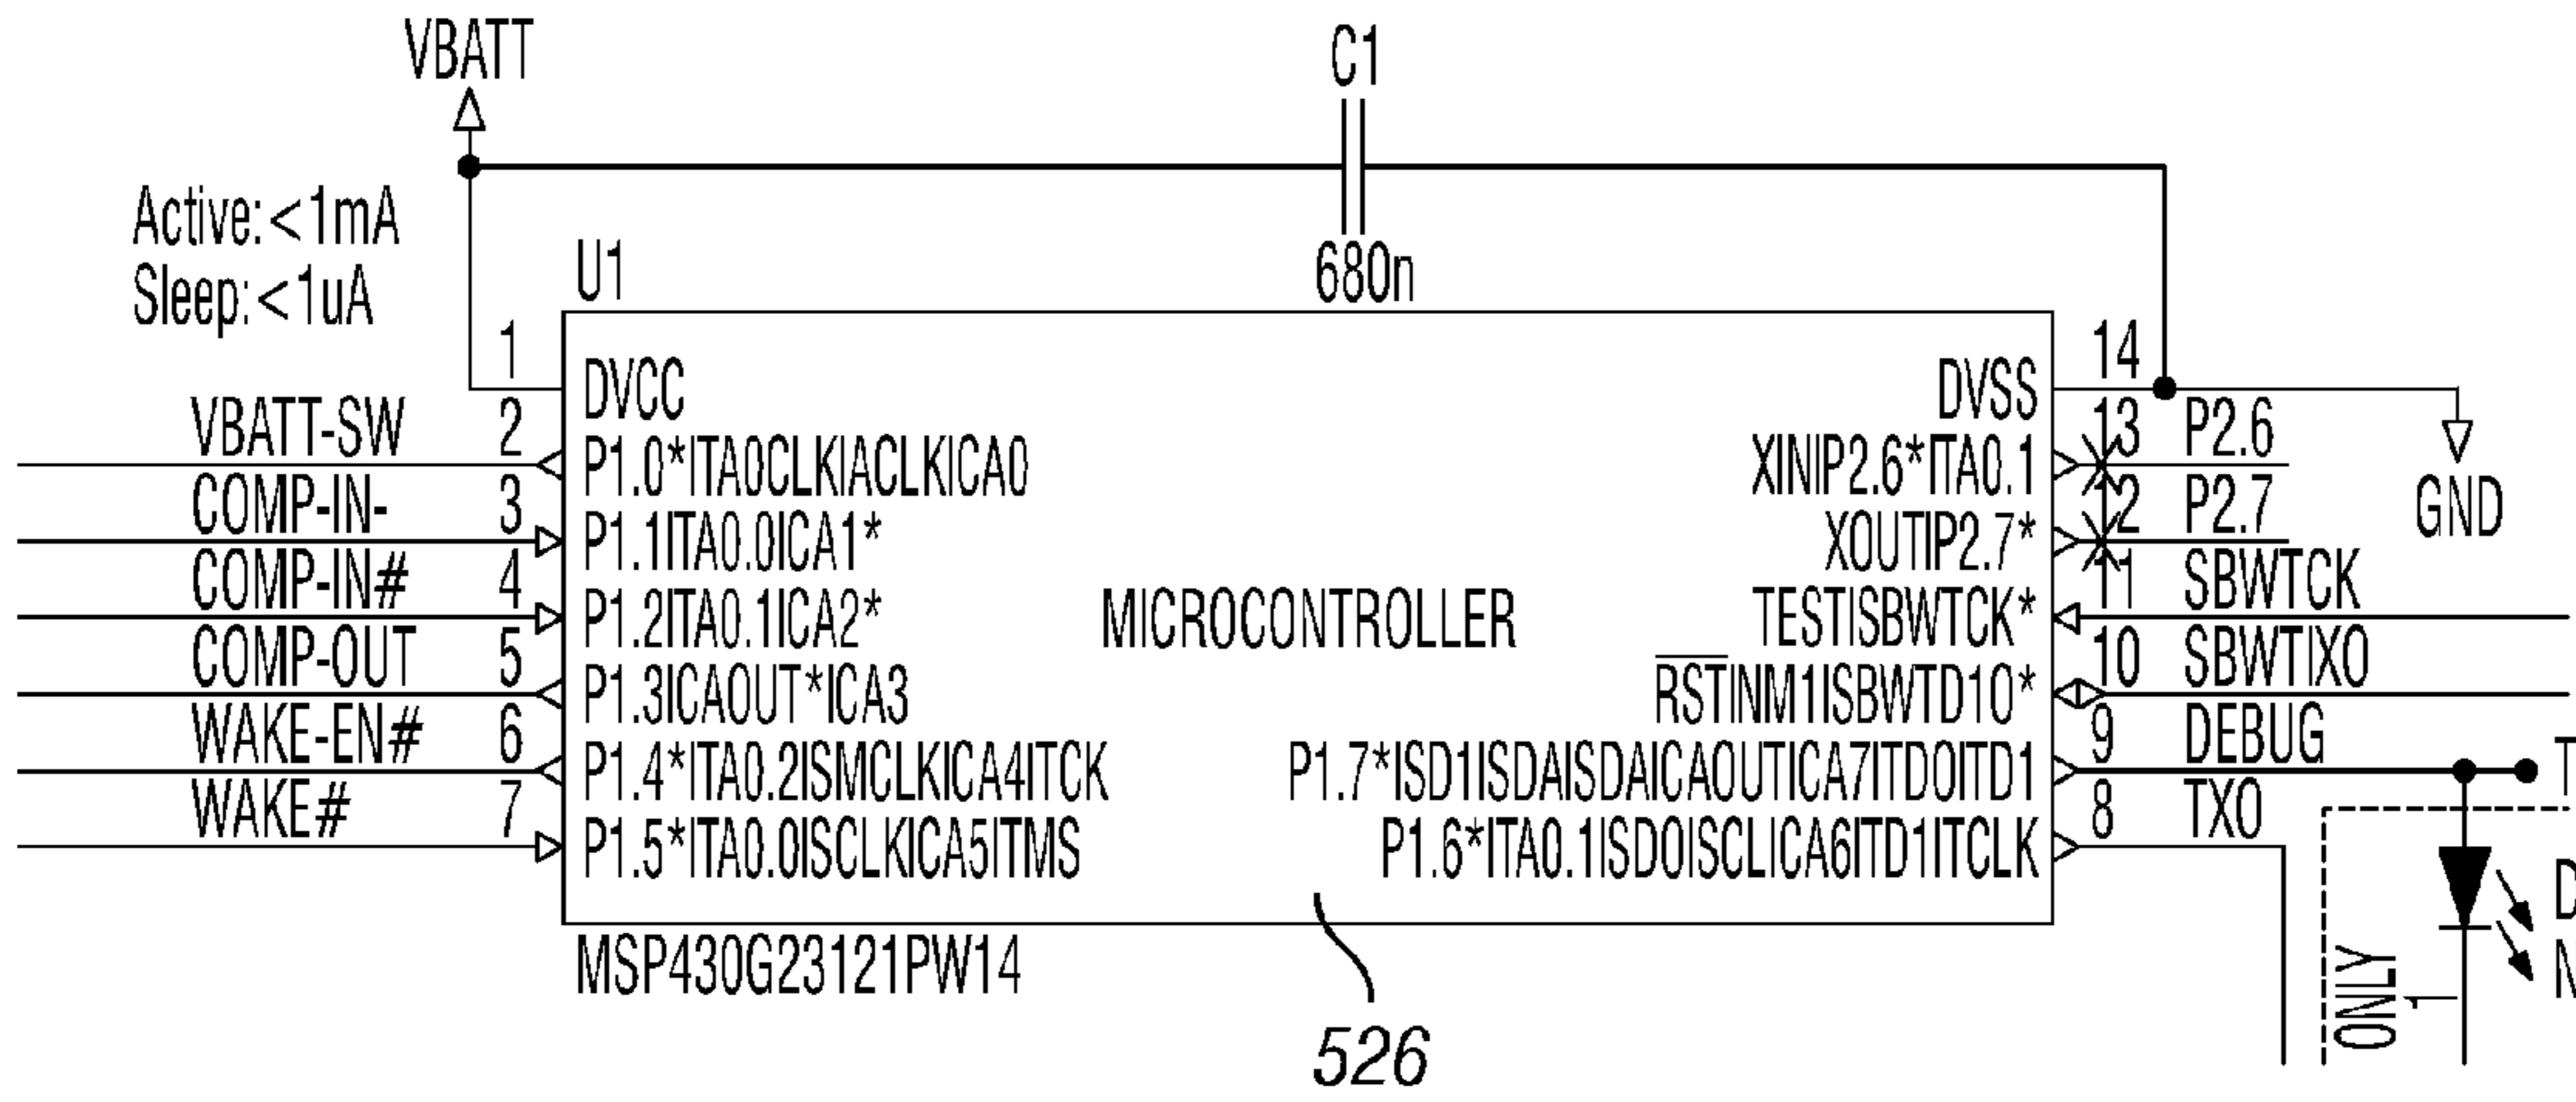 VBATT
C1
680n
Active:<1mA
Sleep:<1uA
U1
1 DVCC
VBATT-SW 2 P1.0*ITA0CLKIACLKICA0
COMP-IN- 3 P1.1ITA0.0ICA1*
COMP-IN# 4 P1.2ITA0.1ICA2*
COMP-OUT 5 P1.3ICAOUT*ICA3
WAKE-EN# 6 P1.4*ITA0.2ISMCLKICA4ITCK
WAKE# 7 P1.5*ITA0.0ISCLKICA5ITMS
MICROCONTROLLER
DVSS 14
XINIP2.6*ITA0.1 13 P2.6
XOUTIP2.7* 12 P2.7
TESTISBWTCK* 11 SBWTCK
RSTINM1ISBWTD1O* 10 SBWTIXO
P1.7*ISD1ISDAISDAICAOUTICA7ITDOITD1 9 DEBUG
P1.6*ITA0.1ISDOISCLICA6ITD1ITCLK 8 TXO
GND
T
D
N
ONLY
1
MSP430G23121PW14
526